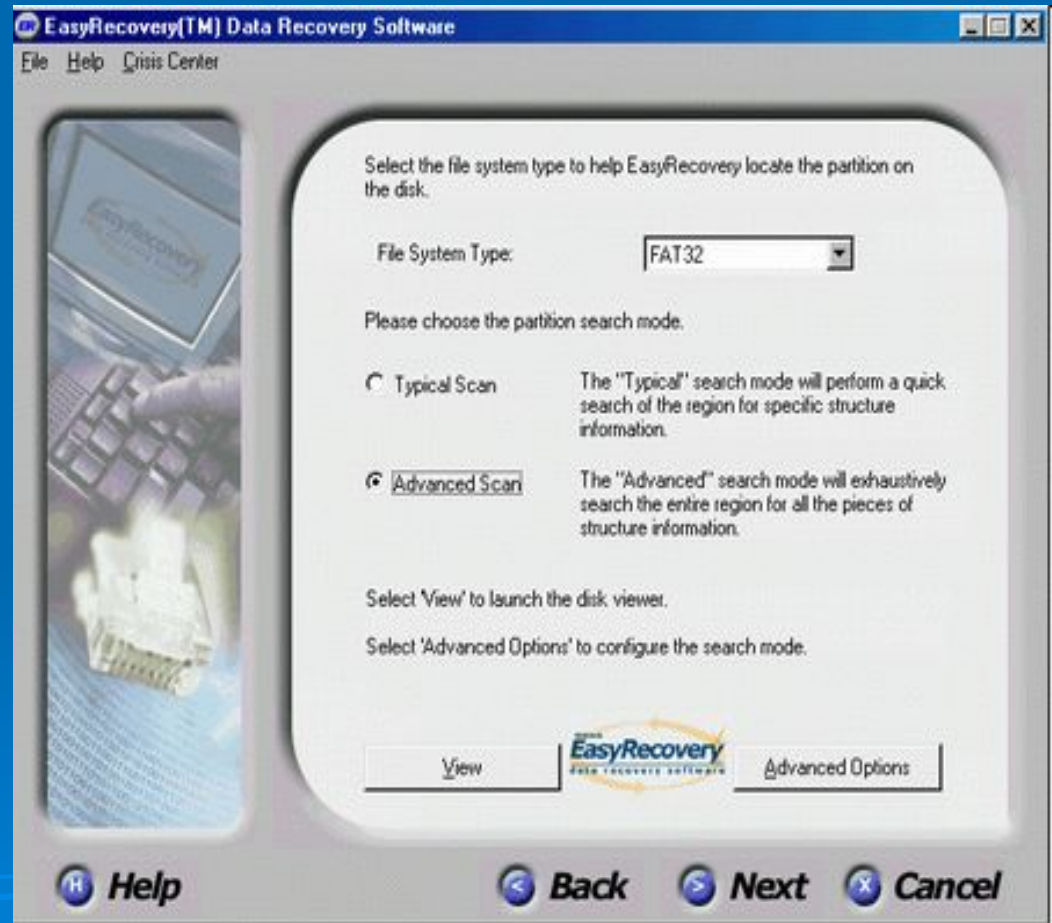 EasyRecovery(TM) Data Recovery Software
File Help Crisis Center
Select the file system type to help EasyRecovery locate the partition on
the disk.
File System Type:
FAT32
Please choose the partition search mode.
Typical Scan
The "Typical" search mode will perform a quick
search of the region for specific structure
information.
Advanced Scan
The "Advanced" search mode will exhaustively
search the entire region for all the pieces of
structure information.
Select 'View' to launch the disk viewer.
Select 'Advanced Options' to configure the search mode.
View
EasyRecovery
data recovery software
Advanced Options
EasyRecovery
H Help
Back
Next
Cancel